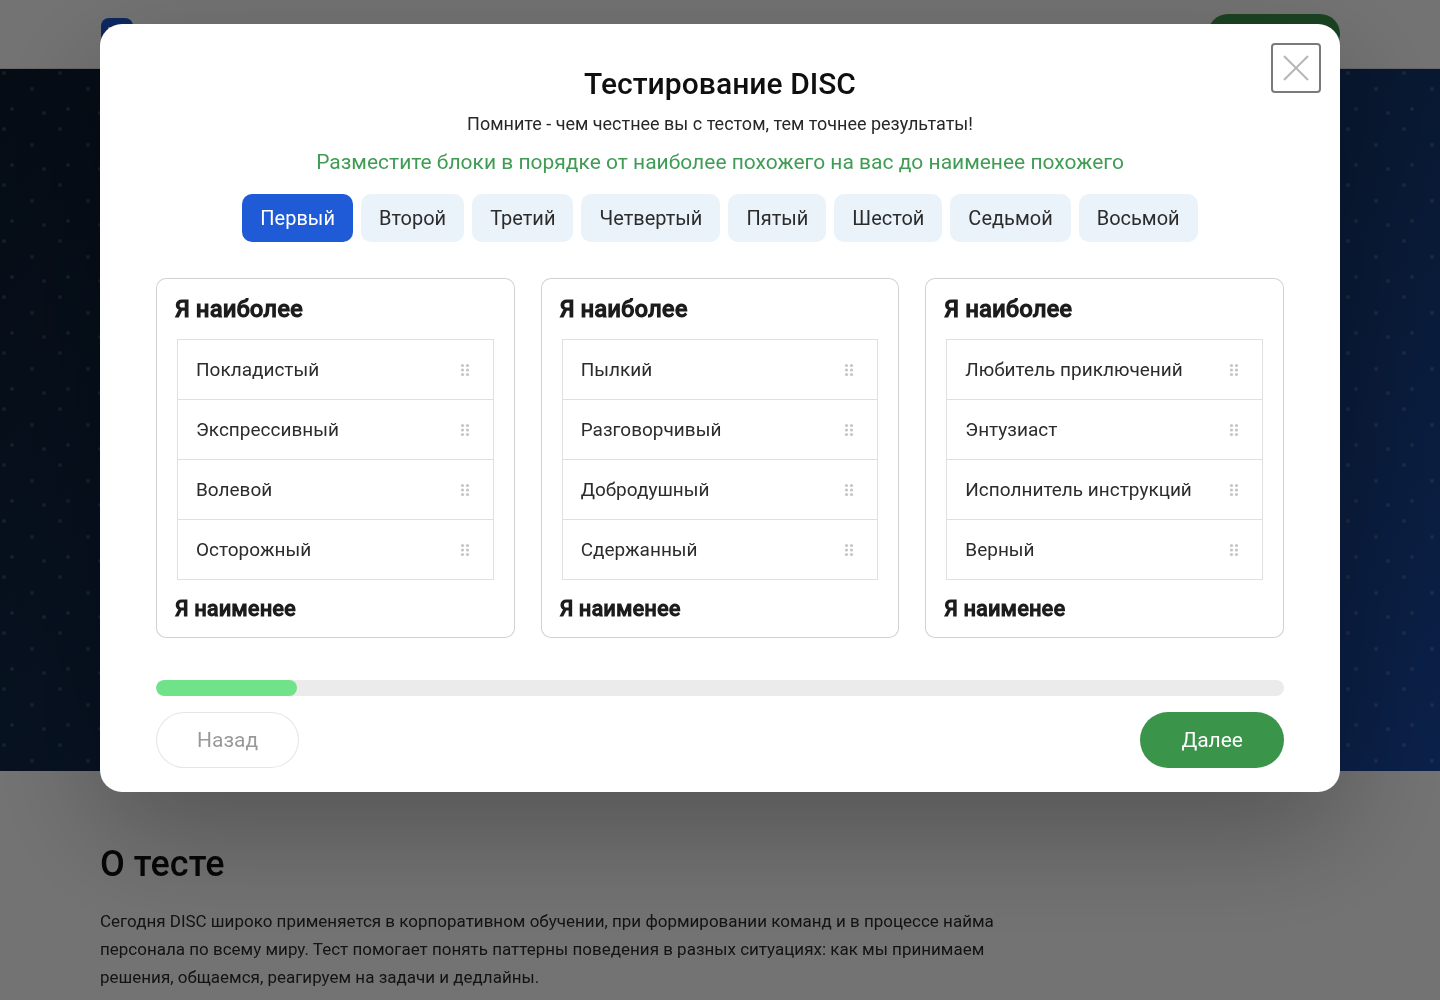 Тестирование DISC
Помните - чем честнее вы с тестом, тем точнее результаты!
Разместите блоки в порядке от наиболее похожего на вас до наименее похожего
Первый Второй Третий Четвертый Пятый Шестой Седьмой Восьмой
Я наиболее
Покладистый
Экспрессивный
Волевой
Осторожный
Я наименее
Я наиболее
Пылкий
Разговорчивый
Добродушный
Сдержанный
Я наименее
Я наиболее
Любитель приключений
Энтузиаст
Исполнитель инструкций
Верный
Я наименее
Назад
Далее
О тесте
Сегодня DISC широко применяется в корпоративном обучении, при формировании команд и в процессе найма
персонала по всему миру. Тест помогает понять паттерны поведения в разных ситуациях: как мы принимаем
решения, общаемся, реагируем на задачи и дедлайны.